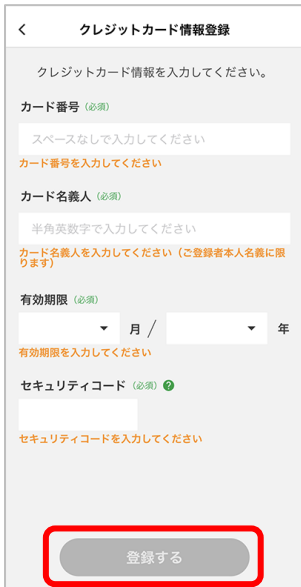 クレジットカード情報登録
クレジットカード情報を入力してください。
カード番号（必須）
スペースなしで入力してください
カード番号を入力してください
カード名義人（必須）
半角英数字で入力してください
カード名義人を入力してください（ご登録者本人名義に限
ります）
有効期限（必須）
月 / 年
有効期限を入力してください
セキュリティコード（必須） ?
セキュリティコードを入力してください
登録する